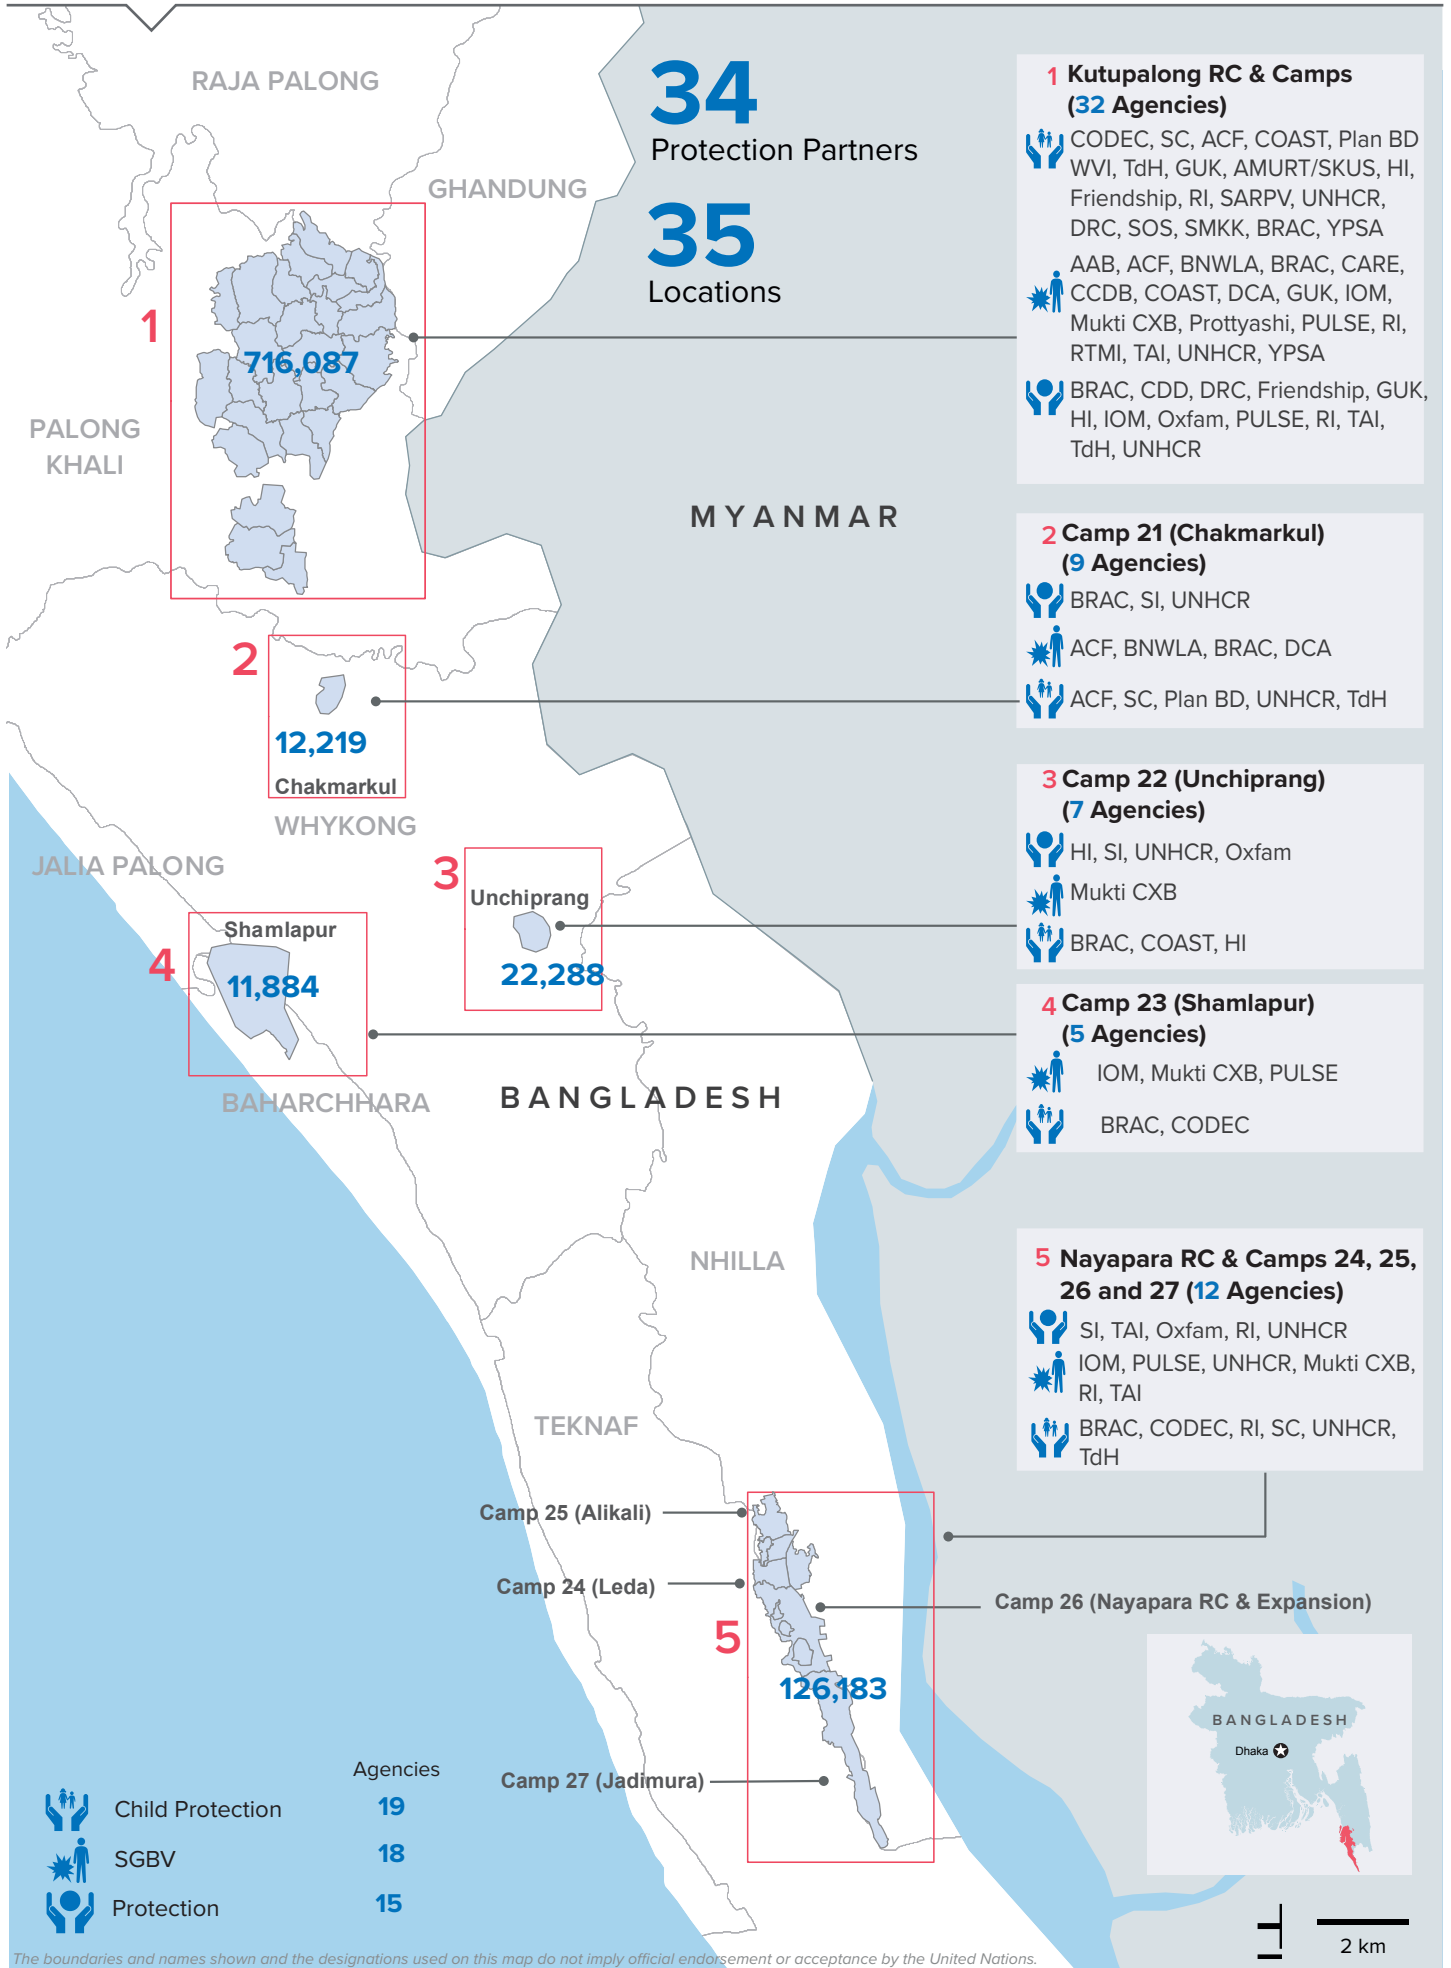 RAJA PALONG
34
Protection Partners
GHANDUNG
35
Locations
1
716,087
PALONG
KHALI
MYANMAR
1 Kutupalong RC & Camps
(32 Agencies)
CODEC, SC, ACF, COAST, Plan BD
WVI, TdH, GUK, AMURT/SKUS, HI,
Friendship, RI, SARPV, UNHCR,
DRC, SOS, SMKK, BRAC, YPSA
AAB, ACF, BNWLA, BRAC, CARE,
CCDB, COAST, DCA, GUK, IOM,
Mukti CXB, Prottyashi, PULSE, RI,
RTMI, TAI, UNHCR, YPSA
BRAC, CDD, DRC, Friendship, GUK,
HI, IOM, Oxfam, PULSE, RI, TAI,
TdH, UNHCR
2 Camp 21 (Chakmarkul)
(9 Agencies)
BRAC, SI, UNHCR
ACF, BNWLA, BRAC, DCA
ACF, SC, Plan BD, UNHCR, TdH
2
12,219
Chakmarkul
WHYKONG
JALIA PALONG
3 Camp 22 (Unchiprang)
(7 Agencies)
HI, SI, UNHCR, Oxfam
Mukti CXB
BRAC, COAST, HI
3
Unchiprang
22,288
4
Shamlapur
11,884
4 Camp 23 (Shamlapur)
(5 Agencies)
IOM, Mukti CXB, PULSE
BRAC, CODEC
BAHARCHHARA
BANGLADESH
NHILLA
5 Nayapara RC & Camps 24, 25,
26 and 27 (12 Agencies)
SI, TAI, Oxfam, RI, UNHCR
IOM, PULSE, UNHCR, Mukti CXB,
RI, TAI
BRAC, CODEC, RI, SC, UNHCR,
TdH
TEKNAF
Camp 25 (Alikali)
Camp 24 (Leda)
Camp 26 (Nayapara RC & Expansion)
5
126,183
Camp 27 (Jadimura)
BANGLADESH
Dhaka
Agencies
Child Protection 19
SGBV 18
Protection 15
2 km
The boundaries and names shown and the designations used on this map do not imply official endorsement or acceptance by the United Nations.